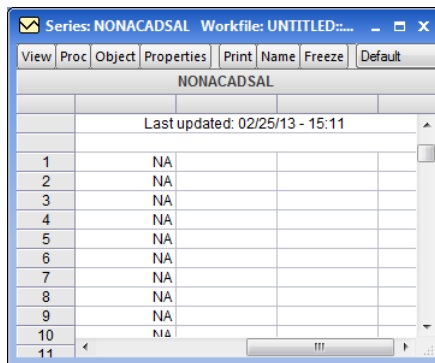 Series: NONACADSAL Workfile: UNTITLED::...
View Proc Object Properties Print Name Freeze Default
NONACADSAL
Last updated: 02/25/13 - 15:11
1 NA
2 NA
3 NA
4 NA
5 NA
6 NA
7 NA
8 NA
9 NA
10 NA
11